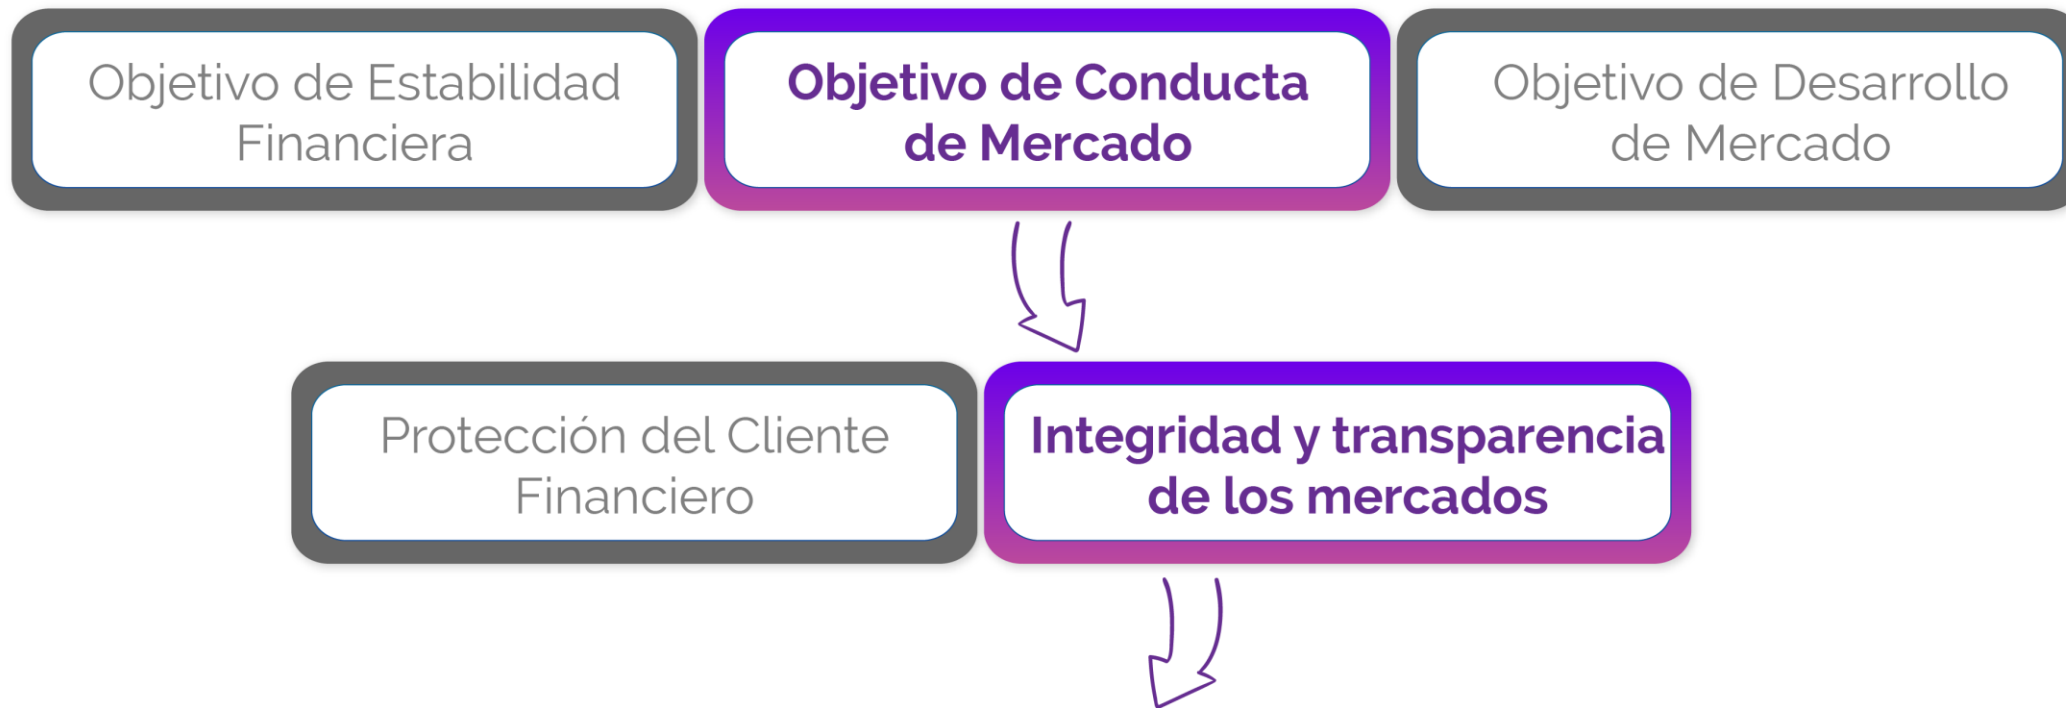 Objetivo de Estabilidad
Financiera
Objetivo de Conducta
de Mercado
Objetivo de Desarrollo
de Mercado
Protección del Cliente
Financiero
Integridad y transparencia
de los mercados